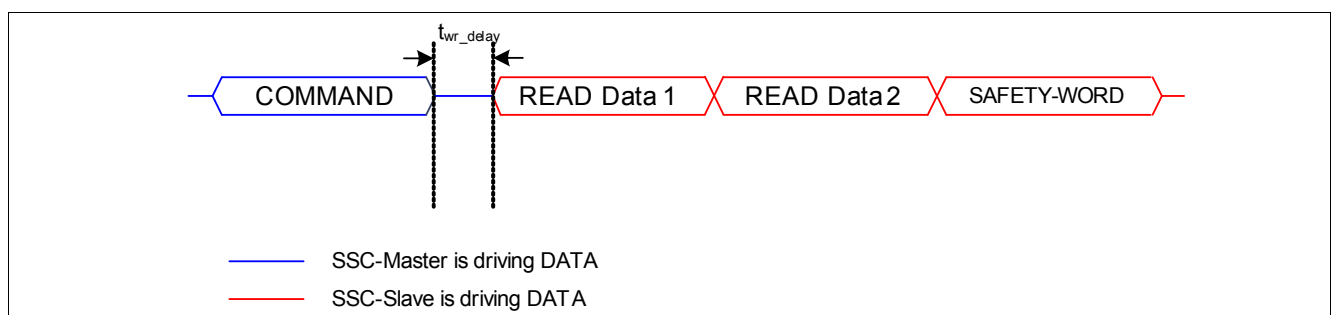 twr_delay
COMMAND READ Data 1 READ Data 2 SAFETY-WORD
SSC-Master is driving DATA
SSC-Slave is driving DATA